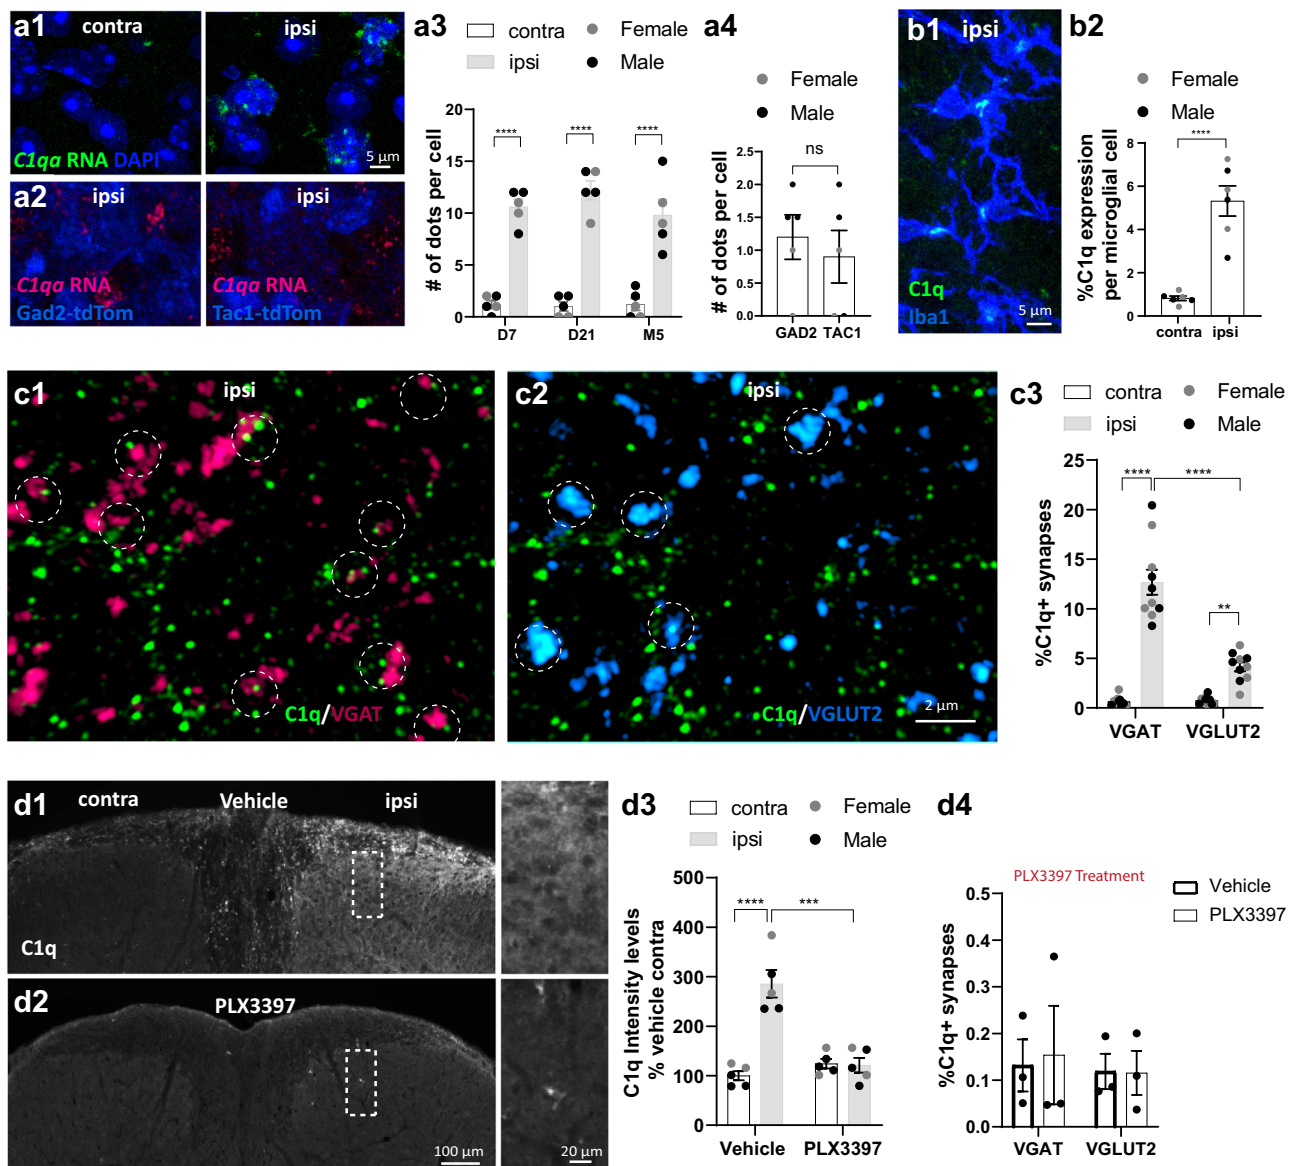 a1 contra
ipsi
C1qa RNA DAPI
5 µm
a2 ipsi
C1qa RNA
Gad2-tdTom
ipsi
C1qa RNA
Tac1-tdTom
a3
contra
ipsi
Female
Male
# of dots per cell
20
15
10
5
0
****
****
****
D7 D21 M5
a4
Female
Male
# of dots per cell
2.5
2.0
1.5
1.0
0.5
0.0
ns
GAD2 TAC1
b1 ipsi
C1q
Iba1
5 µm
b2
Female
Male
%C1q expression
per microglial cell
8
6
4
2
0
****
contra ipsi
c1 ipsi
C1q/VGAT
c2 ipsi
C1q/VGLUT2
2 µm
c3
contra
ipsi
Female
Male
%C1q+ synapses
25
20
15
10
5
0
****
****
**
VGAT VGLUT2
d1 contra Vehicle ipsi
C1q
d2 PLX3397
100 µm
20 µm
d3
contra
ipsi
Female
Male
C1q Intensity levels
% vehicle contra
500
400
300
200
100
0
****
***
Vehicle PLX3397
d4
PLX3397 Treatment
Vehicle
PLX3397
%C1q+ synapses
0.5
0.4
0.3
0.2
0.1
0.0
VGAT VGLUT2